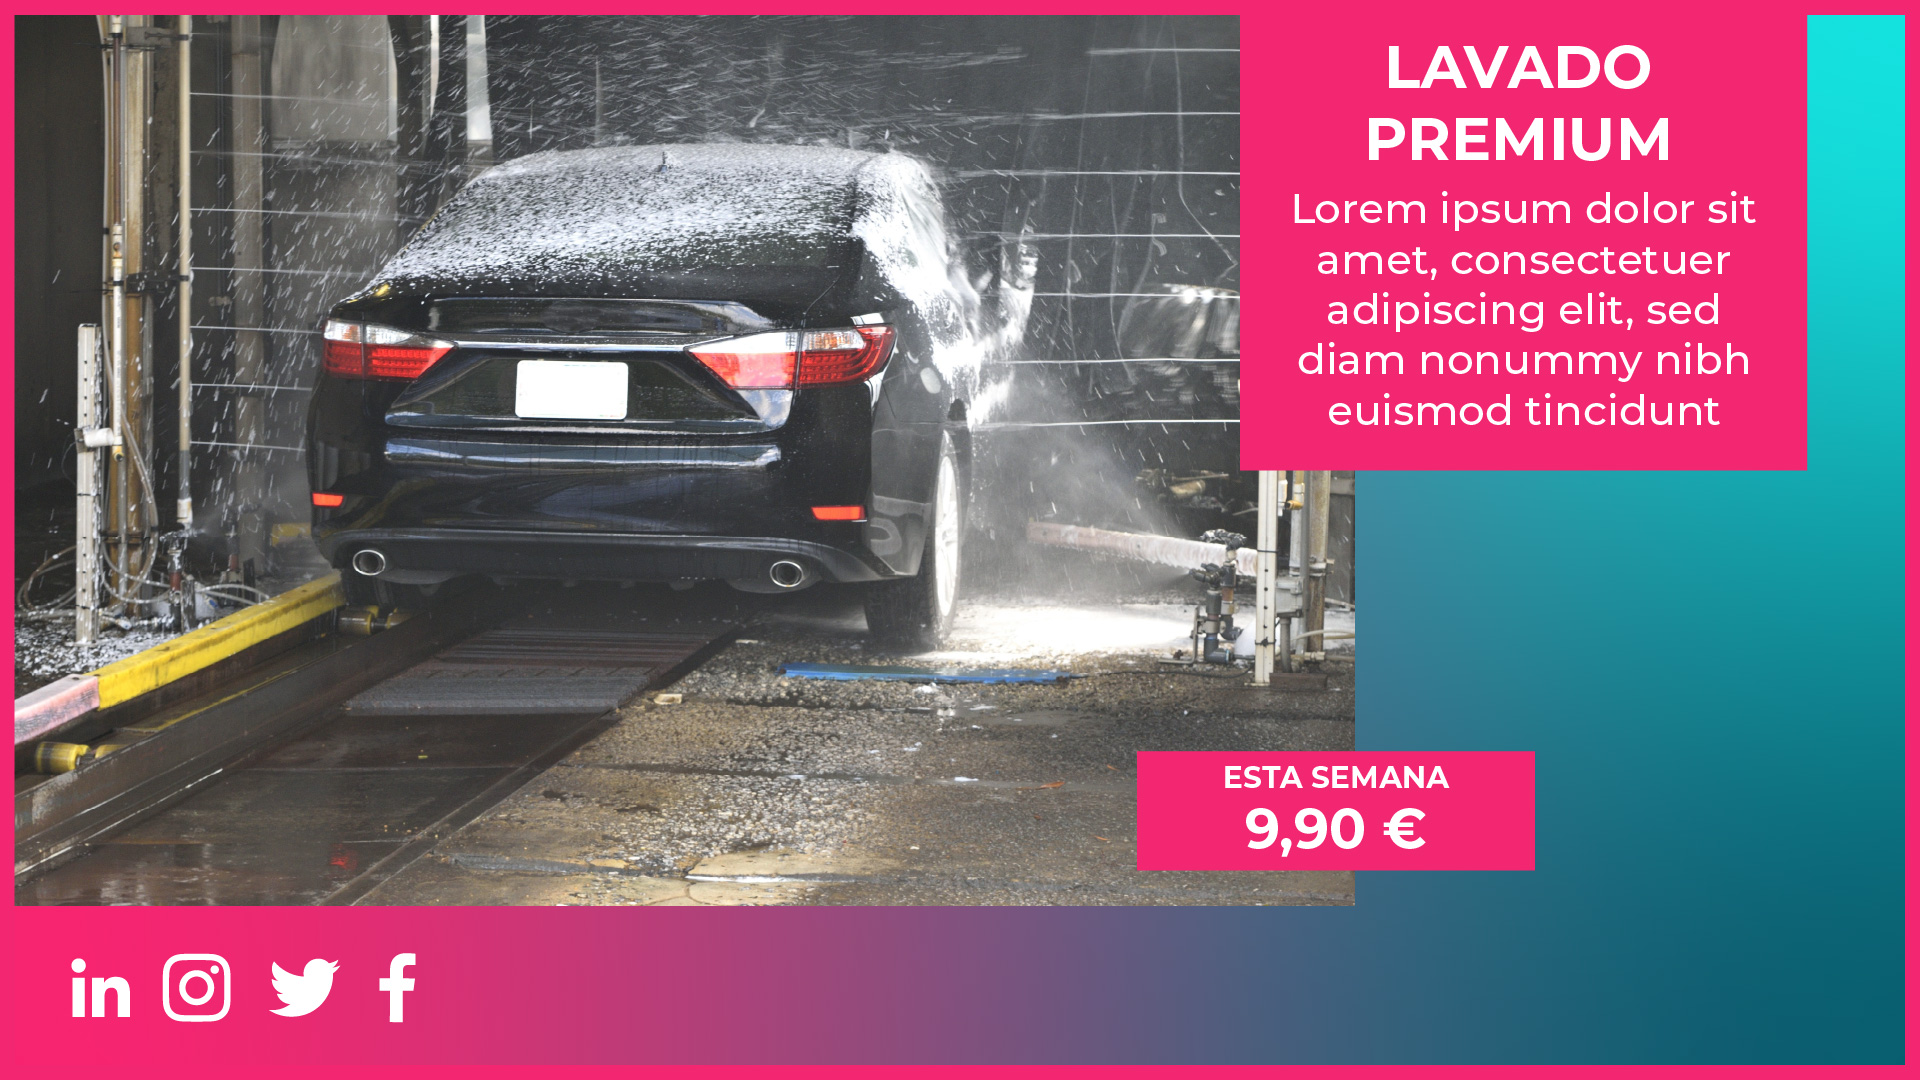 LAVADO
PREMIUM
Lorem ipsum dolor sit
amet, consectetuer
adipiscing elit, sed
diam nonummy nibh
euismod tincidunt
ESTA SEMANA
9,90 €
in